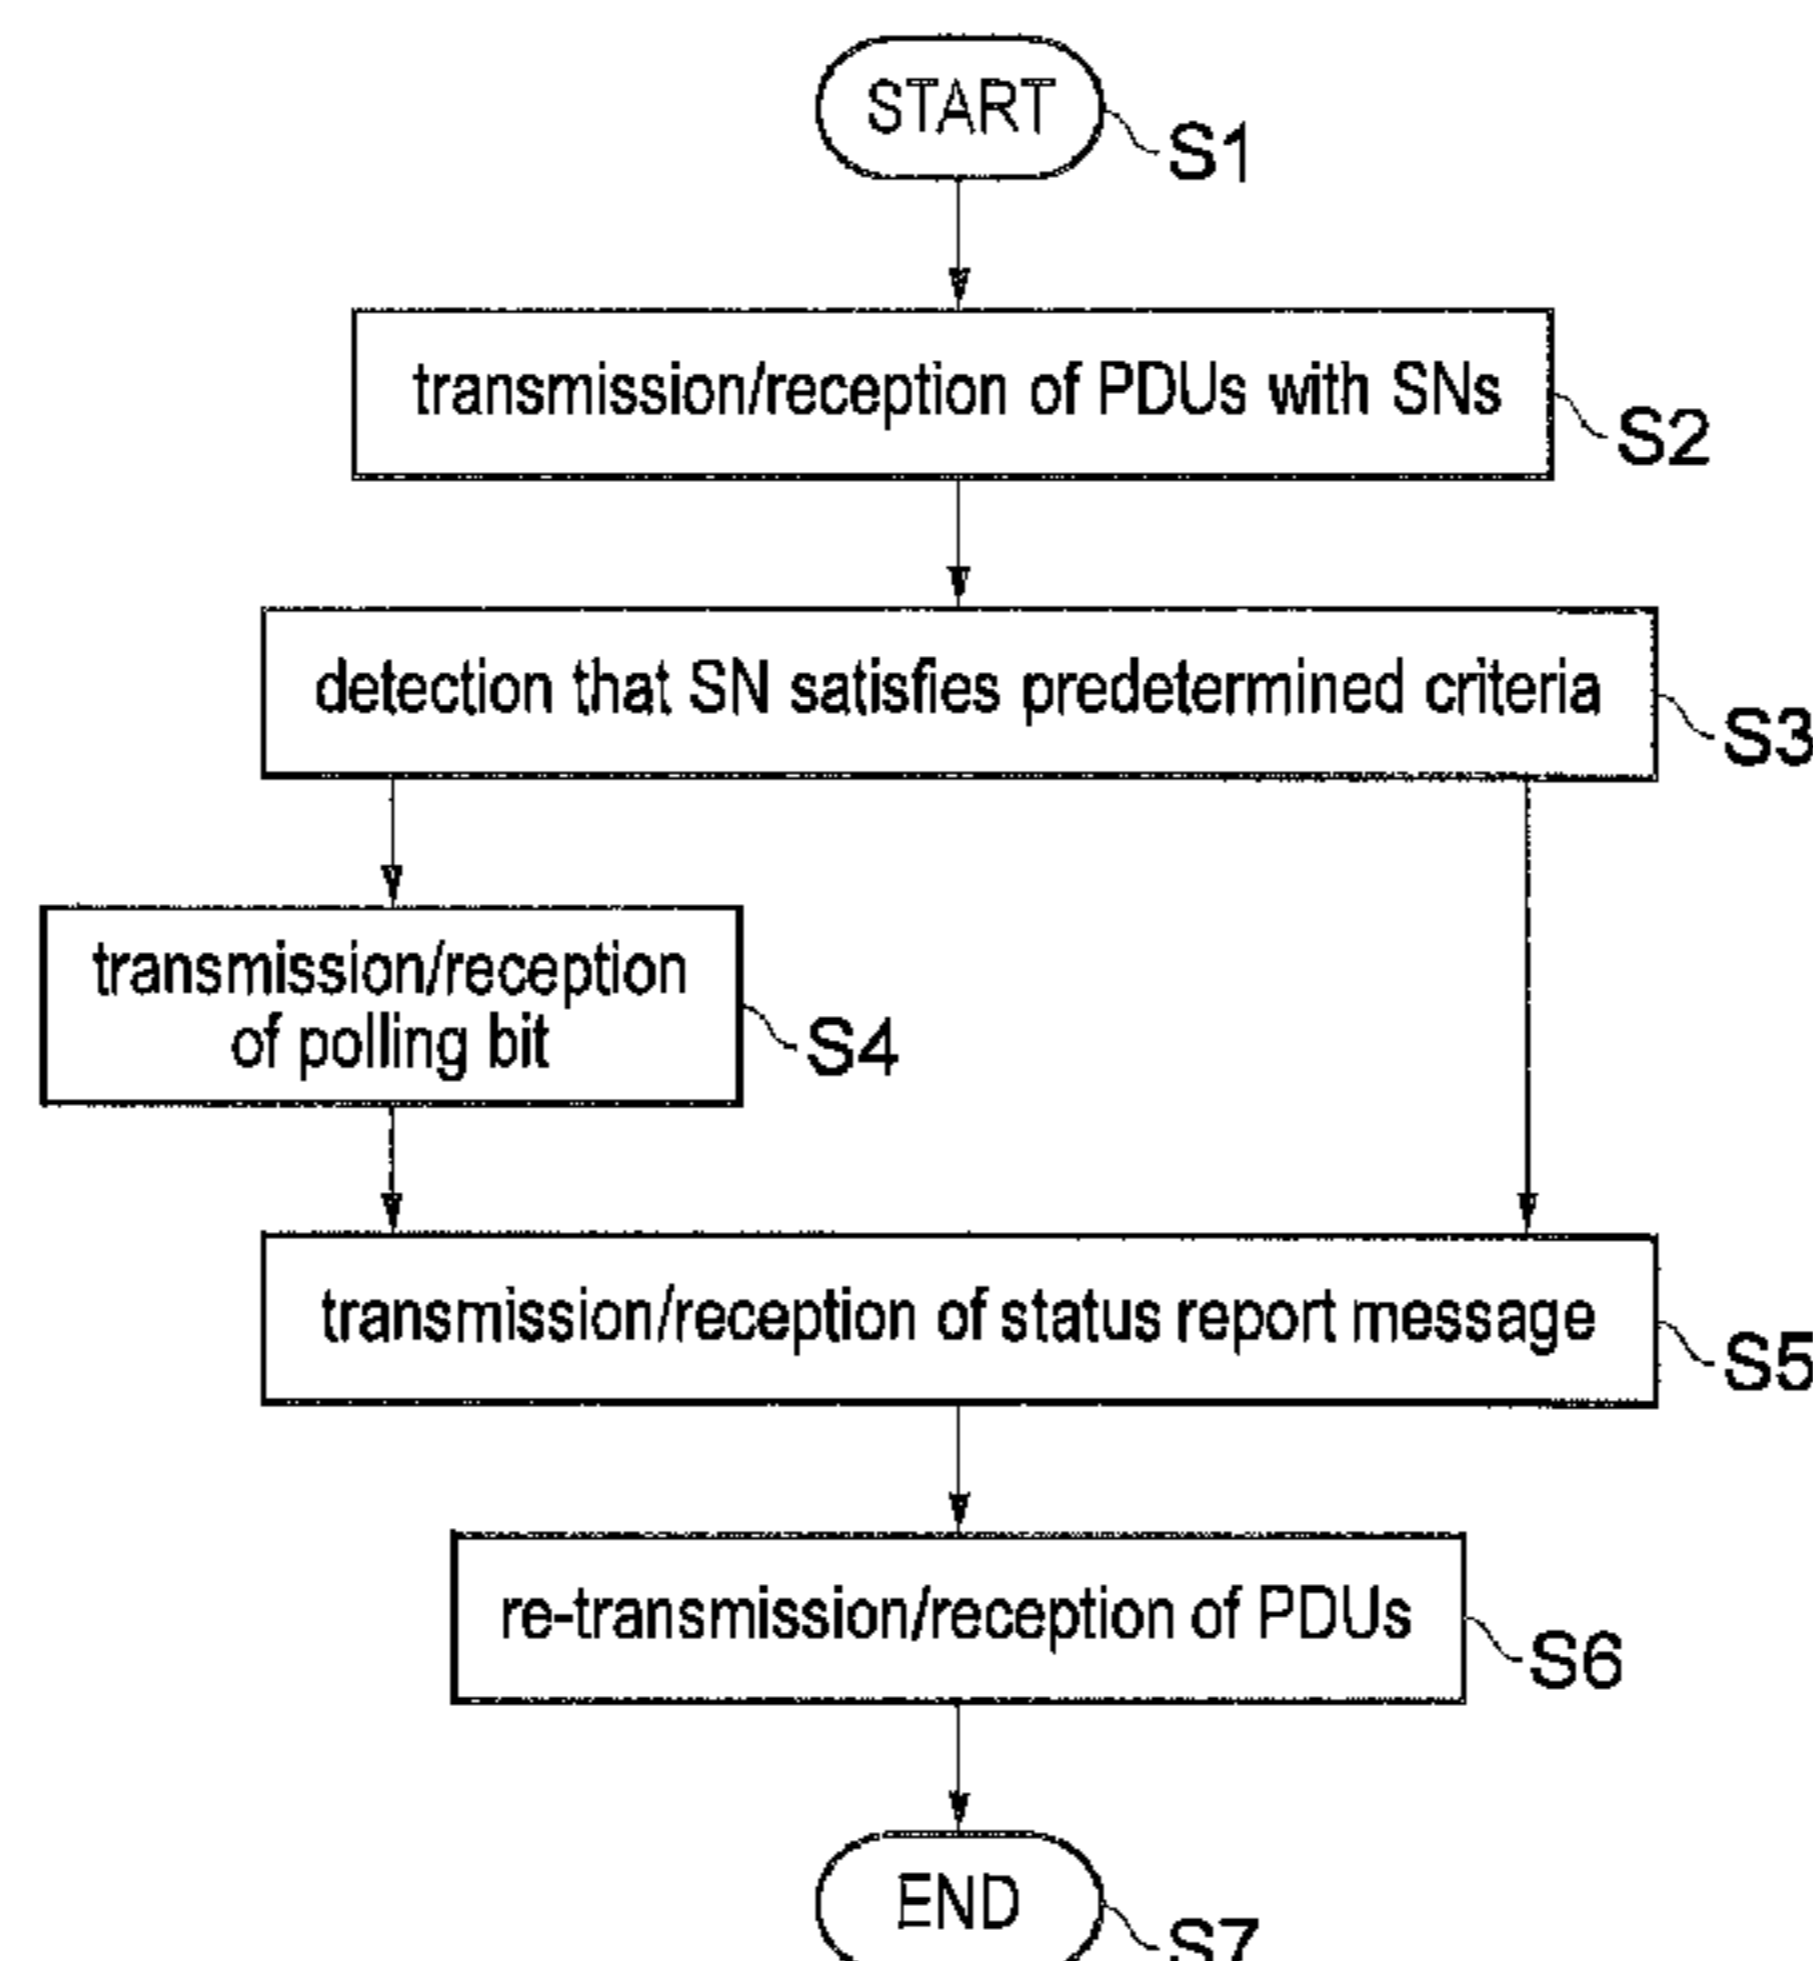 START
S1
transmission/reception of PDUs with SNs
S2
detection that SN satisfies predetermined criteria
S3
transmission/reception
of polling bit
S4
transmission/reception of status report message
S5
re-transmission/reception of PDUs
S6
END
S7